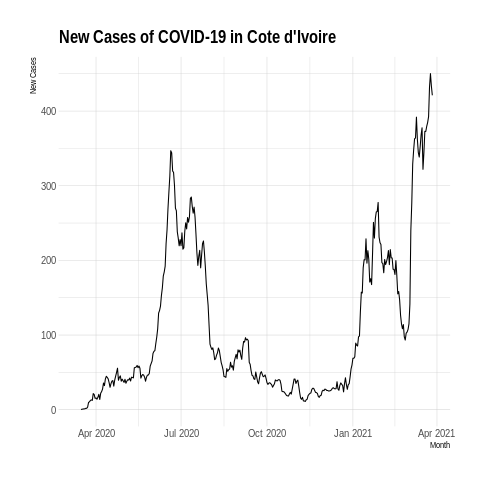 New Cases of COVID-19 in Cote d'Ivoire
New Cases
400
300
200
100
0
Apr 2020 Jul 2020 Oct 2020 Jan 2021 Apr 2021
Month